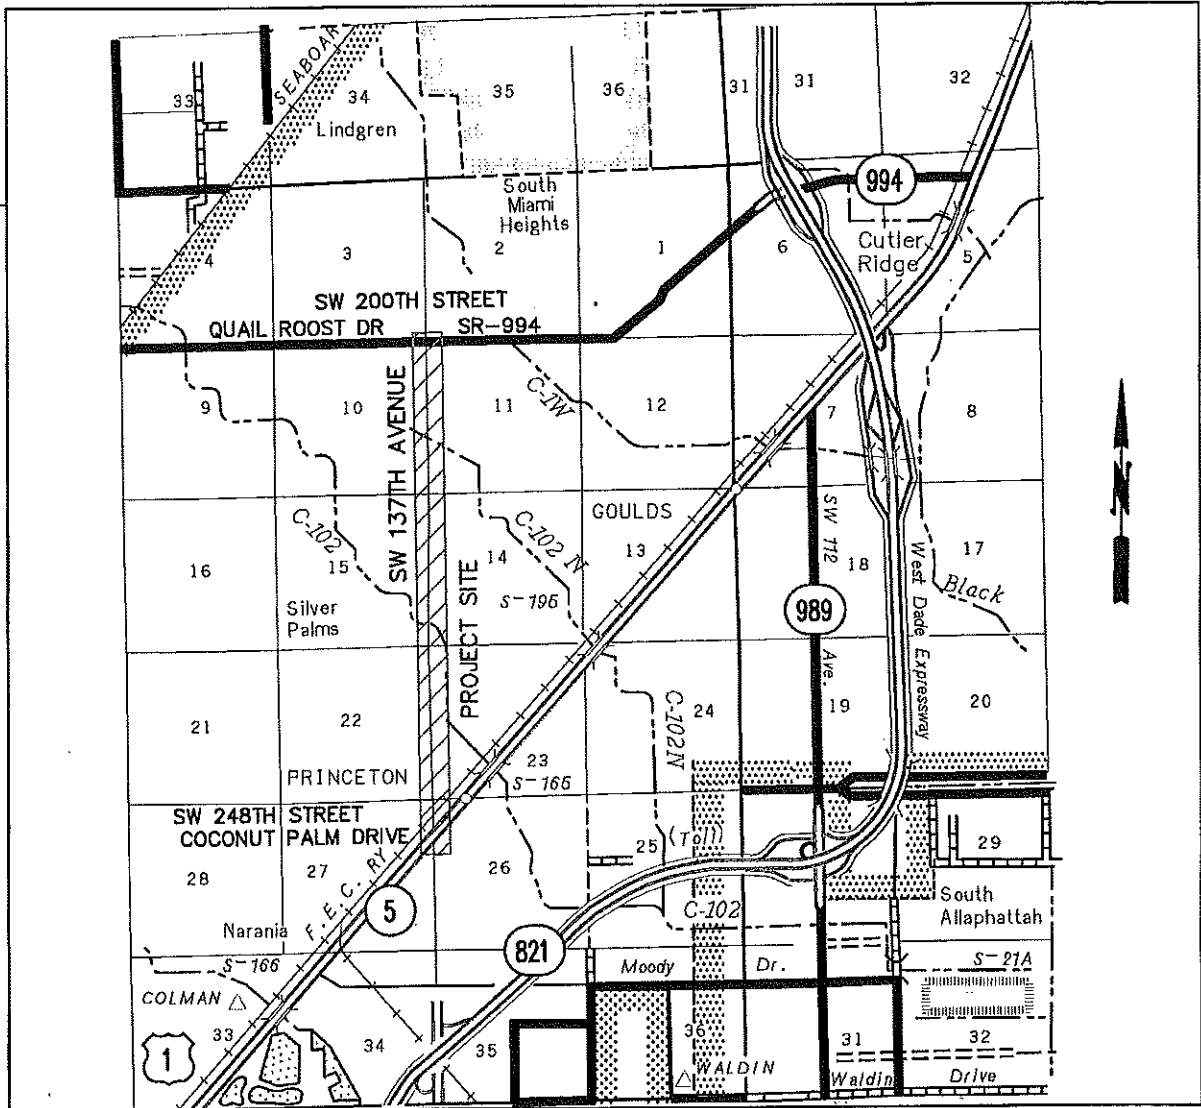 SEABOAR
33
34
35
36
31
31
32
Lindgren
994
South
Miami
Heights
4
3
2
1
6
Cutler
Ridge
5
SW 200TH STREET
QUAIL ROOST DR
SR-994
SW 137TH AVENUE
9
10
11
C-1W
12
7
8
N
C-102
C-102 N
GOULDS
SW 112
16
15
14
13
18
17
S-195
Silver
Palms
PROJECT SITE
989
West Dade Expressway
Black
Ave.
21
22
23
C-102N
24
19
20
PRINCETON
S-165
SW 248TH STREET
COCONUT PALM DRIVE
28
27
26
25
(Toll)
29
F.E.C. RY
5
South
Allaphattah
Narania
C-102
821
S-166
Moody
Dr.
S-21A
COLMAN
1
33
34
35
36
31
32
WALDIN
Waldin
Drive